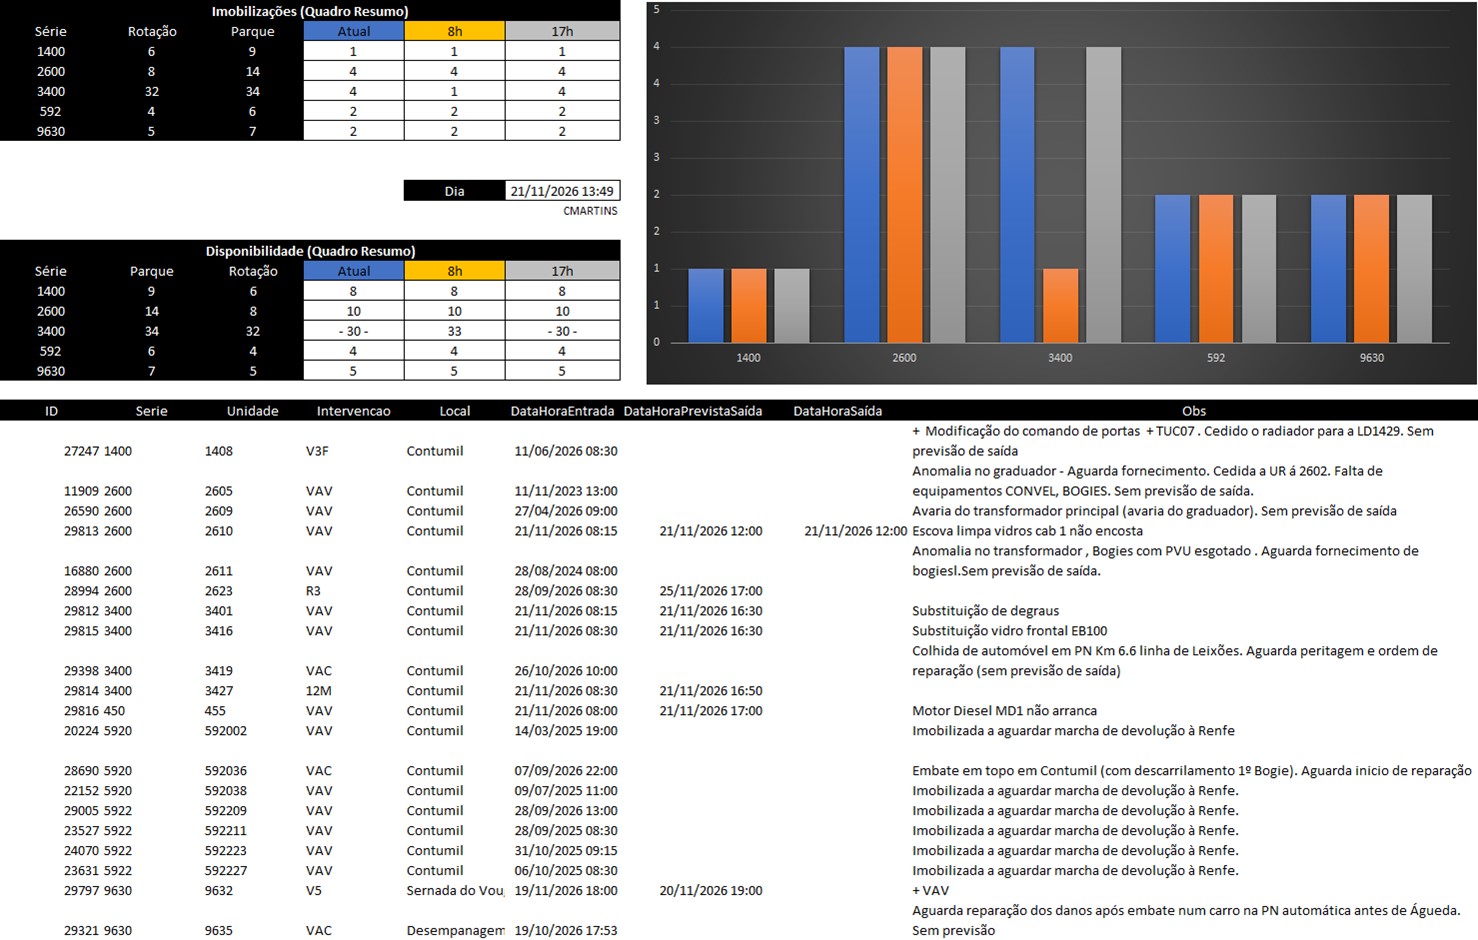 Imobilizações (Quadro Resumo)
Série Rotação Parque Atual 8h 17h
1400 6 9 1 1 1
2600 8 14 4 4 4
3400 32 34 4 1 4
592 4 6 2 2 2
9630 5 7 2 2 2
Dia 21/11/2026 13:49
CMARTINS
Disponibilidade (Quadro Resumo)
Série Parque Rotação Atual 8h 17h
1400 9 6 8 8 8
2600 14 8 10 10 10
3400 34 32 - 30 - 33 - 30 -
592 6 4 4 4 4
9630 7 5 5 5 5
5
4
4
3
3
2
2
1
1
0
1400 2600 3400 592 9630
ID Serie Unidade Intervencao Local DataHoraEntrada DataHoraPrevistaSaída DataHoraSaída Obs
+ Modificação do comando de portas + TUC07 . Cedido o radiador para a LD1429. Sem
27247 1400 1408 V3F Contumil 11/06/2026 08:30 previsão de saída
Anomalia no graduador - Aguarda fornecimento. Cedida a UR á 2602. Falta de
11909 2600 2605 VAV Contumil 11/11/2023 13:00 equipamentos CONVEL, BOGIES. Sem previsão de saída.
26590 2600 2609 VAV Contumil 27/04/2026 09:00 Avaria do transformador principal (avaria do graduador). Sem previsão de saída
29813 2600 2610 VAV Contumil 21/11/2026 08:15 21/11/2026 12:00 21/11/2026 12:00 Escova limpa vidros cab 1 não encosta
Anomalia no transformador , Bogies com PVU esgotado . Aguarda fornecimento de
16880 2600 2611 VAV Contumil 28/08/2024 08:00 bogiesl.Sem previsão de saída.
28994 2600 2623 R3 Contumil 28/09/2026 08:30 25/11/2026 17:00
29812 3400 3401 VAV Contumil 21/11/2026 08:15 21/11/2026 16:30 Substituição de degraus
29815 3400 3416 VAV Contumil 21/11/2026 08:30 21/11/2026 16:30 Substituição vidro frontal EB100
Colhida de automóvel em PN Km 6.6 linha de Leixões. Aguarda peritagem e ordem de
29398 3400 3419 VAC Contumil 26/10/2026 10:00 reparação (sem previsão de saída)
29814 3400 3427 12M Contumil 21/11/2026 08:30 21/11/2026 16:50
29816 450 455 VAV Contumil 21/11/2026 08:00 21/11/2026 17:00 Motor Diesel MD1 não arranca
20224 5920 592002 VAV Contumil 14/03/2025 19:00 Imobilizada a aguardar marcha de devolução à Renfe
28690 5920 592036 VAC Contumil 07/09/2026 22:00 Embate em topo em Contumil (com descarrilamento 1º Bogie). Aguarda inicio de reparação
22152 5920 592038 VAV Contumil 09/07/2025 11:00 Imobilizada a aguardar marcha de devolução à Renfe.
29005 5922 592209 VAV Contumil 28/09/2026 13:00 Imobilizada a aguardar marcha de devolução à Renfe.
23527 5922 592211 VAV Contumil 28/09/2025 08:30 Imobilizada a aguardar marcha de devolução à Renfe.
24070 5922 592223 VAV Contumil 31/10/2025 09:15 Imobilizada a aguardar marcha de devolução à Renfe.
23631 5922 592227 VAV Contumil 06/10/2025 08:30 Imobilizada a aguardar marcha de devolução à Renfe.
29797 9630 9632 V5 Sernada do Vou 19/11/2026 18:00 20/11/2026 19:00 + VAV
Aguarda reparação dos danos após embate num carro na PN automática antes de Águeda.
29321 9630 9635 VAC Desempanagem 19/10/2026 17:53 Sem previsão